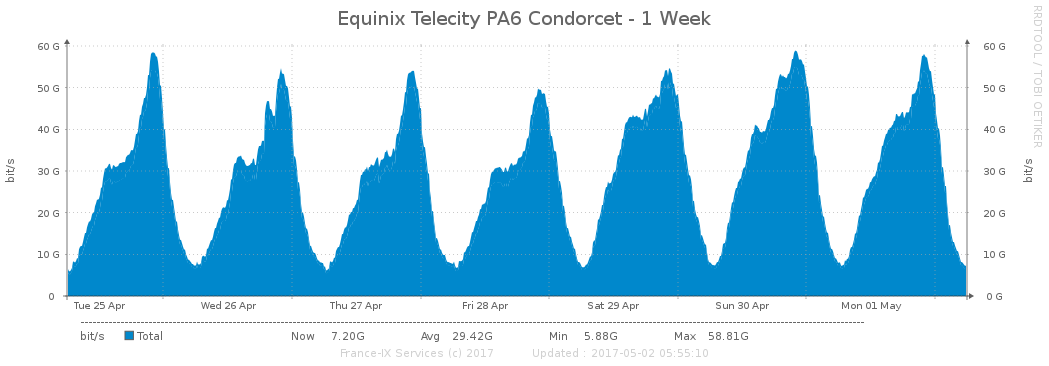 Equinix Telecity PA6 Condorcet - 1 Week
RRDTOOL / TOBI OETIKER
bit/s
60 G
50 G
40 G
30 G
20 G
10 G
0
60 G
50 G
40 G
30 G
20 G
10 G
0 G
bit/s
Tue 25 Apr Wed 26 Apr Thu 27 Apr Fri 28 Apr Sat 29 Apr Sun 30 Apr Mon 01 May
bit/s Total Now 7.20G Avg 29.42G Min 5.88G Max 58.81G
France-IX Services (c) 2017 Updated : 2017-05-02 05:55:10